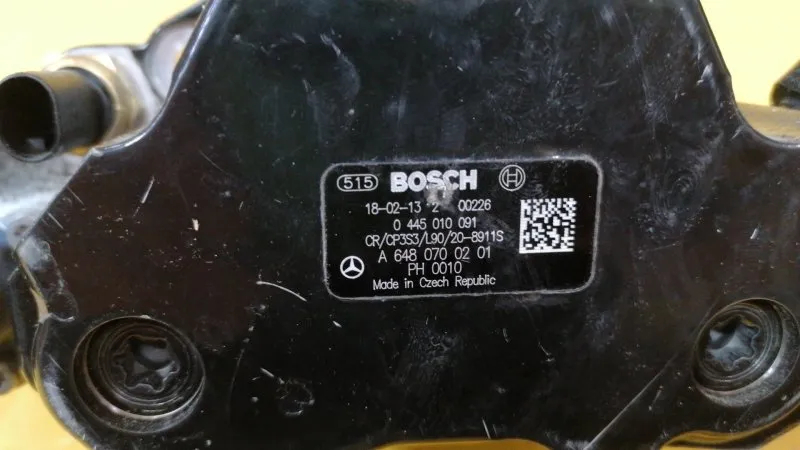 515 BOSCH
18-02-13 2 00226
0 445 010 091
CR/CP3S3/L90/20-8911S
A 648 070 02 01
PH 0010
Made in Czech Republic